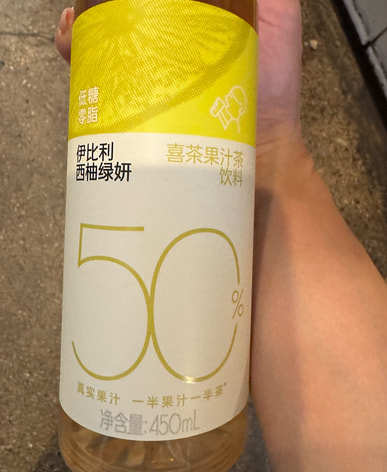 低糖
零脂
伊比利
西柚绿妍
喜茶果汁茶
饮料
50%
真实果汁 一半果汁一半茶*
净含量:450mL